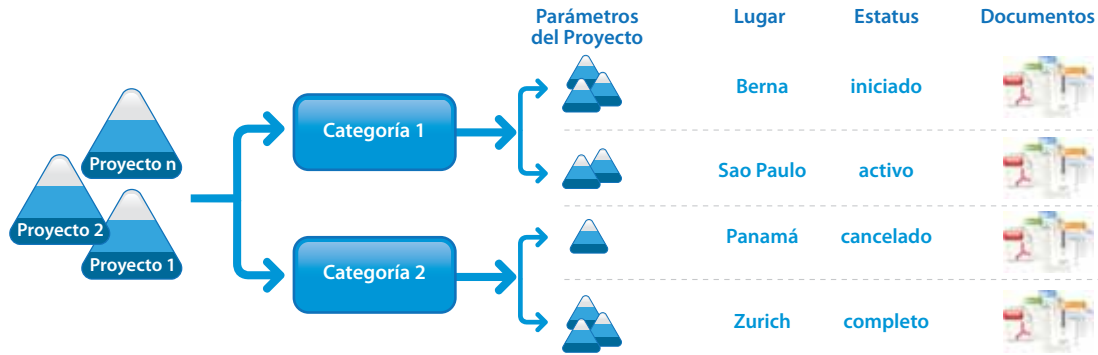 Parámetros
del Proyecto
Lugar
Estatus
Documentos
Proyecto n
Proyecto 2
Proyecto 1
Categoría 1
Categoría 2
Berna
iniciado
Sao Paulo
activo
Panamá
cancelado
Zurich
completo